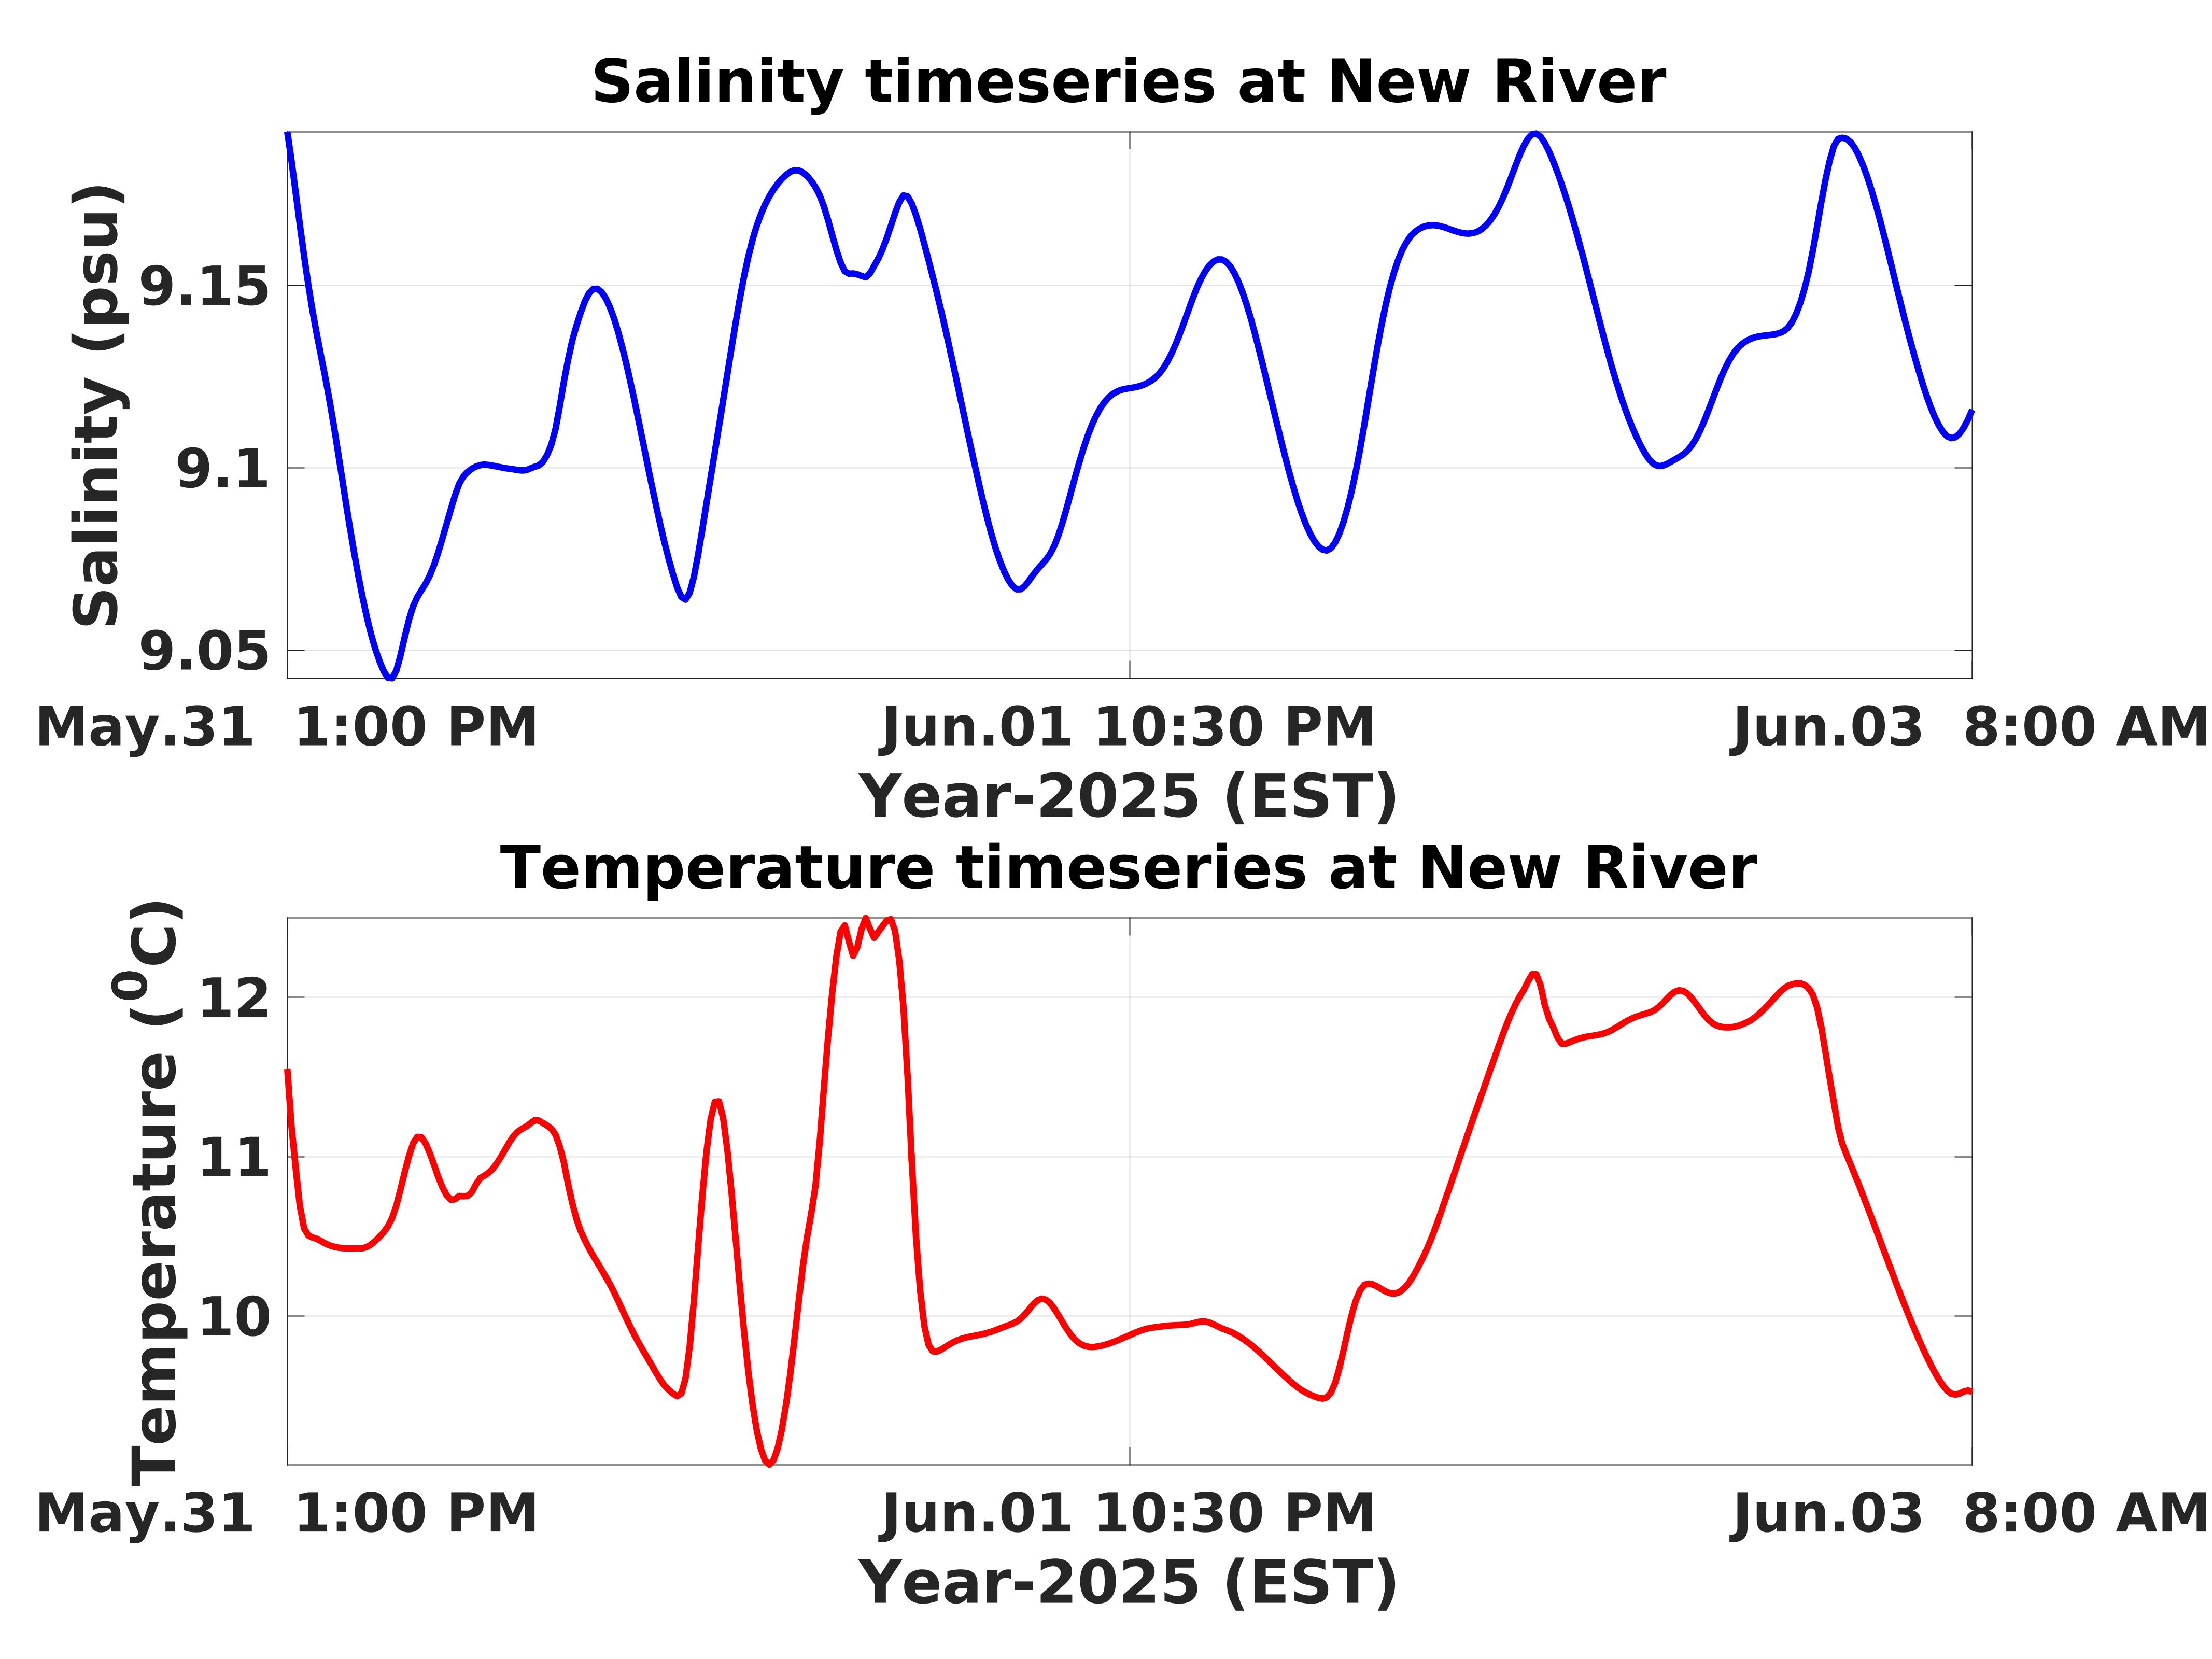 Salinity timeseries at New River
Salinity (psu)
9.15
9.1
9.05
May.31  1:00 PM
Jun.01 10:30 PM
Jun.03  8:00 AM
Year-2025 (EST)
Temperature timeseries at New River
Temperature (⁰C)
12
11
10
May.31  1:00 PM
Jun.01 10:30 PM
Jun.03  8:00 AM
Year-2025 (EST)